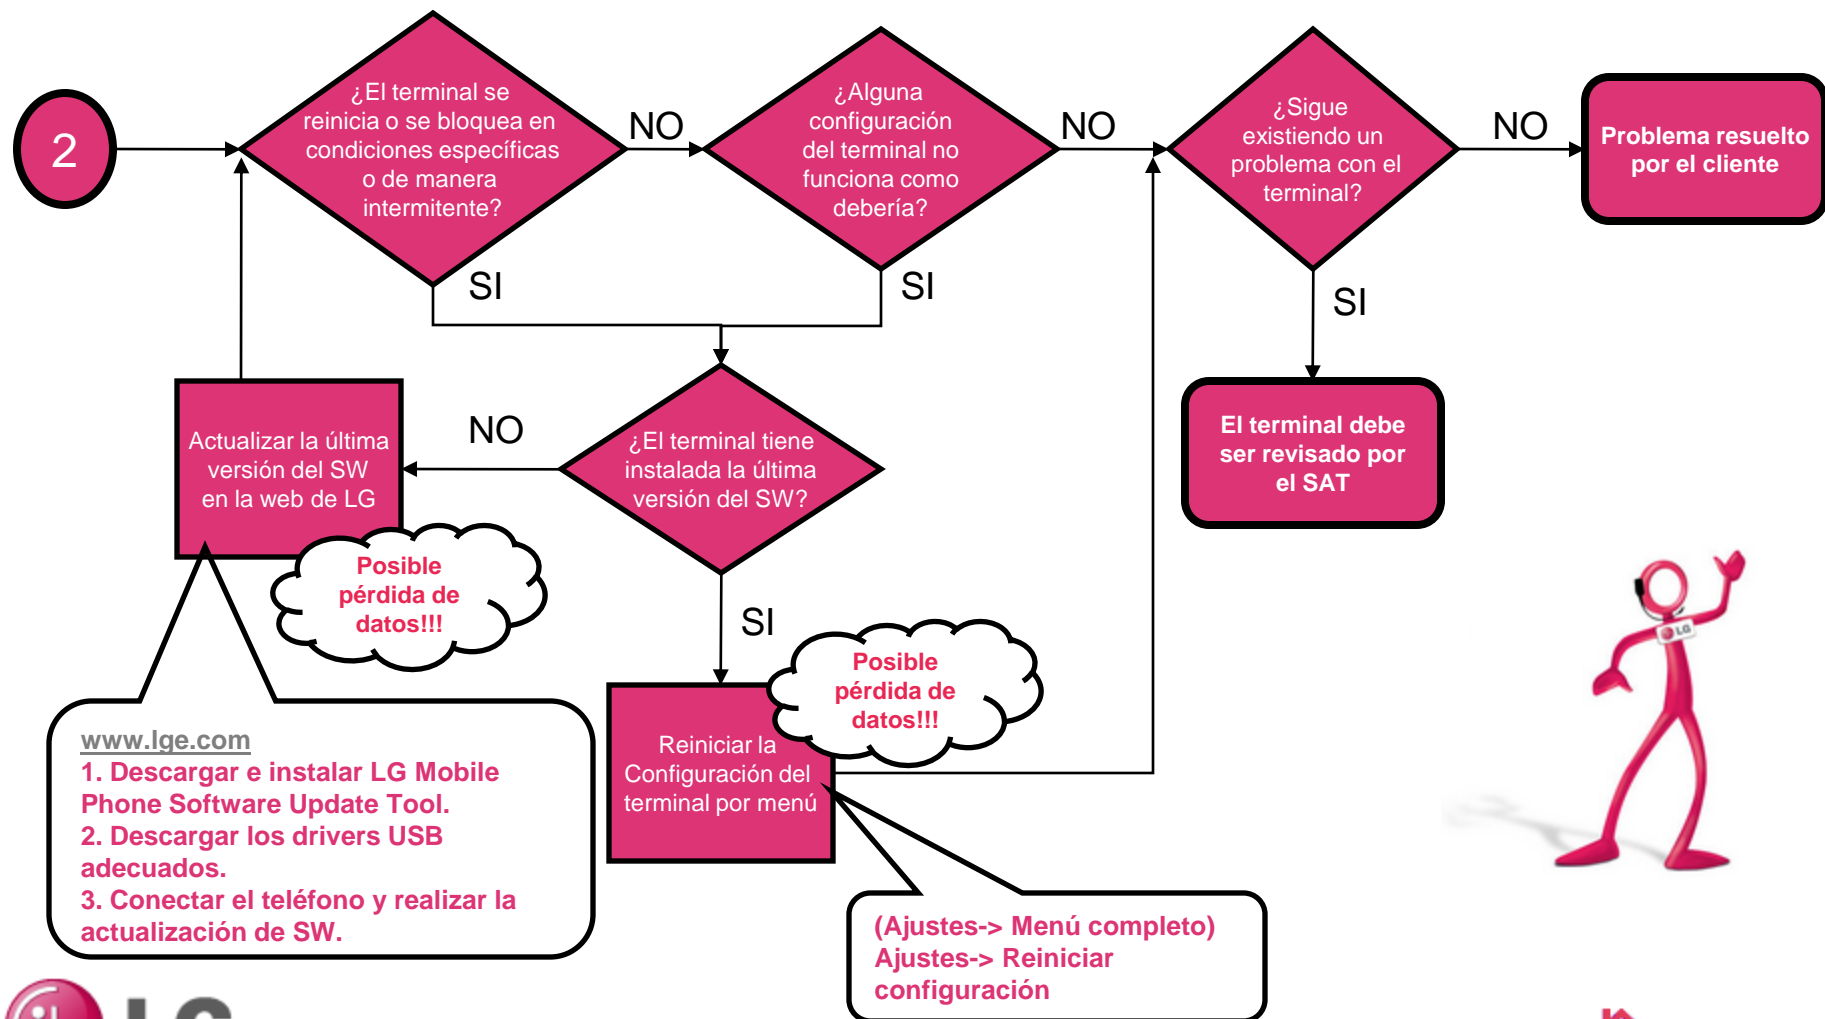 2
¿El terminal se
reinicia o se bloquea en
condiciones específicas
o de manera
intermitente?
NO
¿Alguna
configuración
del terminal no
funciona como
debería?
NO
¿Sigue
existiendo un
problema con el
terminal?
NO
Problema resuelto
por el cliente
SI
SI
SI
Actualizar la última
versión del SW
en la web de LG
NO
¿El terminal tiene
instalada la última
versión del SW?
El terminal debe
ser revisado por
el SAT
Posible
pérdida de
datos!!!
SI
Posible
pérdida de
datos!!!
Reiniciar la
Configuración del
terminal por menú
www.lge.com
1. Descargar e instalar LG Mobile
Phone Software Update Tool.
2. Descargar los drivers USB
adecuados.
3. Conectar el teléfono y realizar la
actualización de SW.
(Ajustes-> Menú completo)
Ajustes-> Reiniciar
configuración
LG
LG